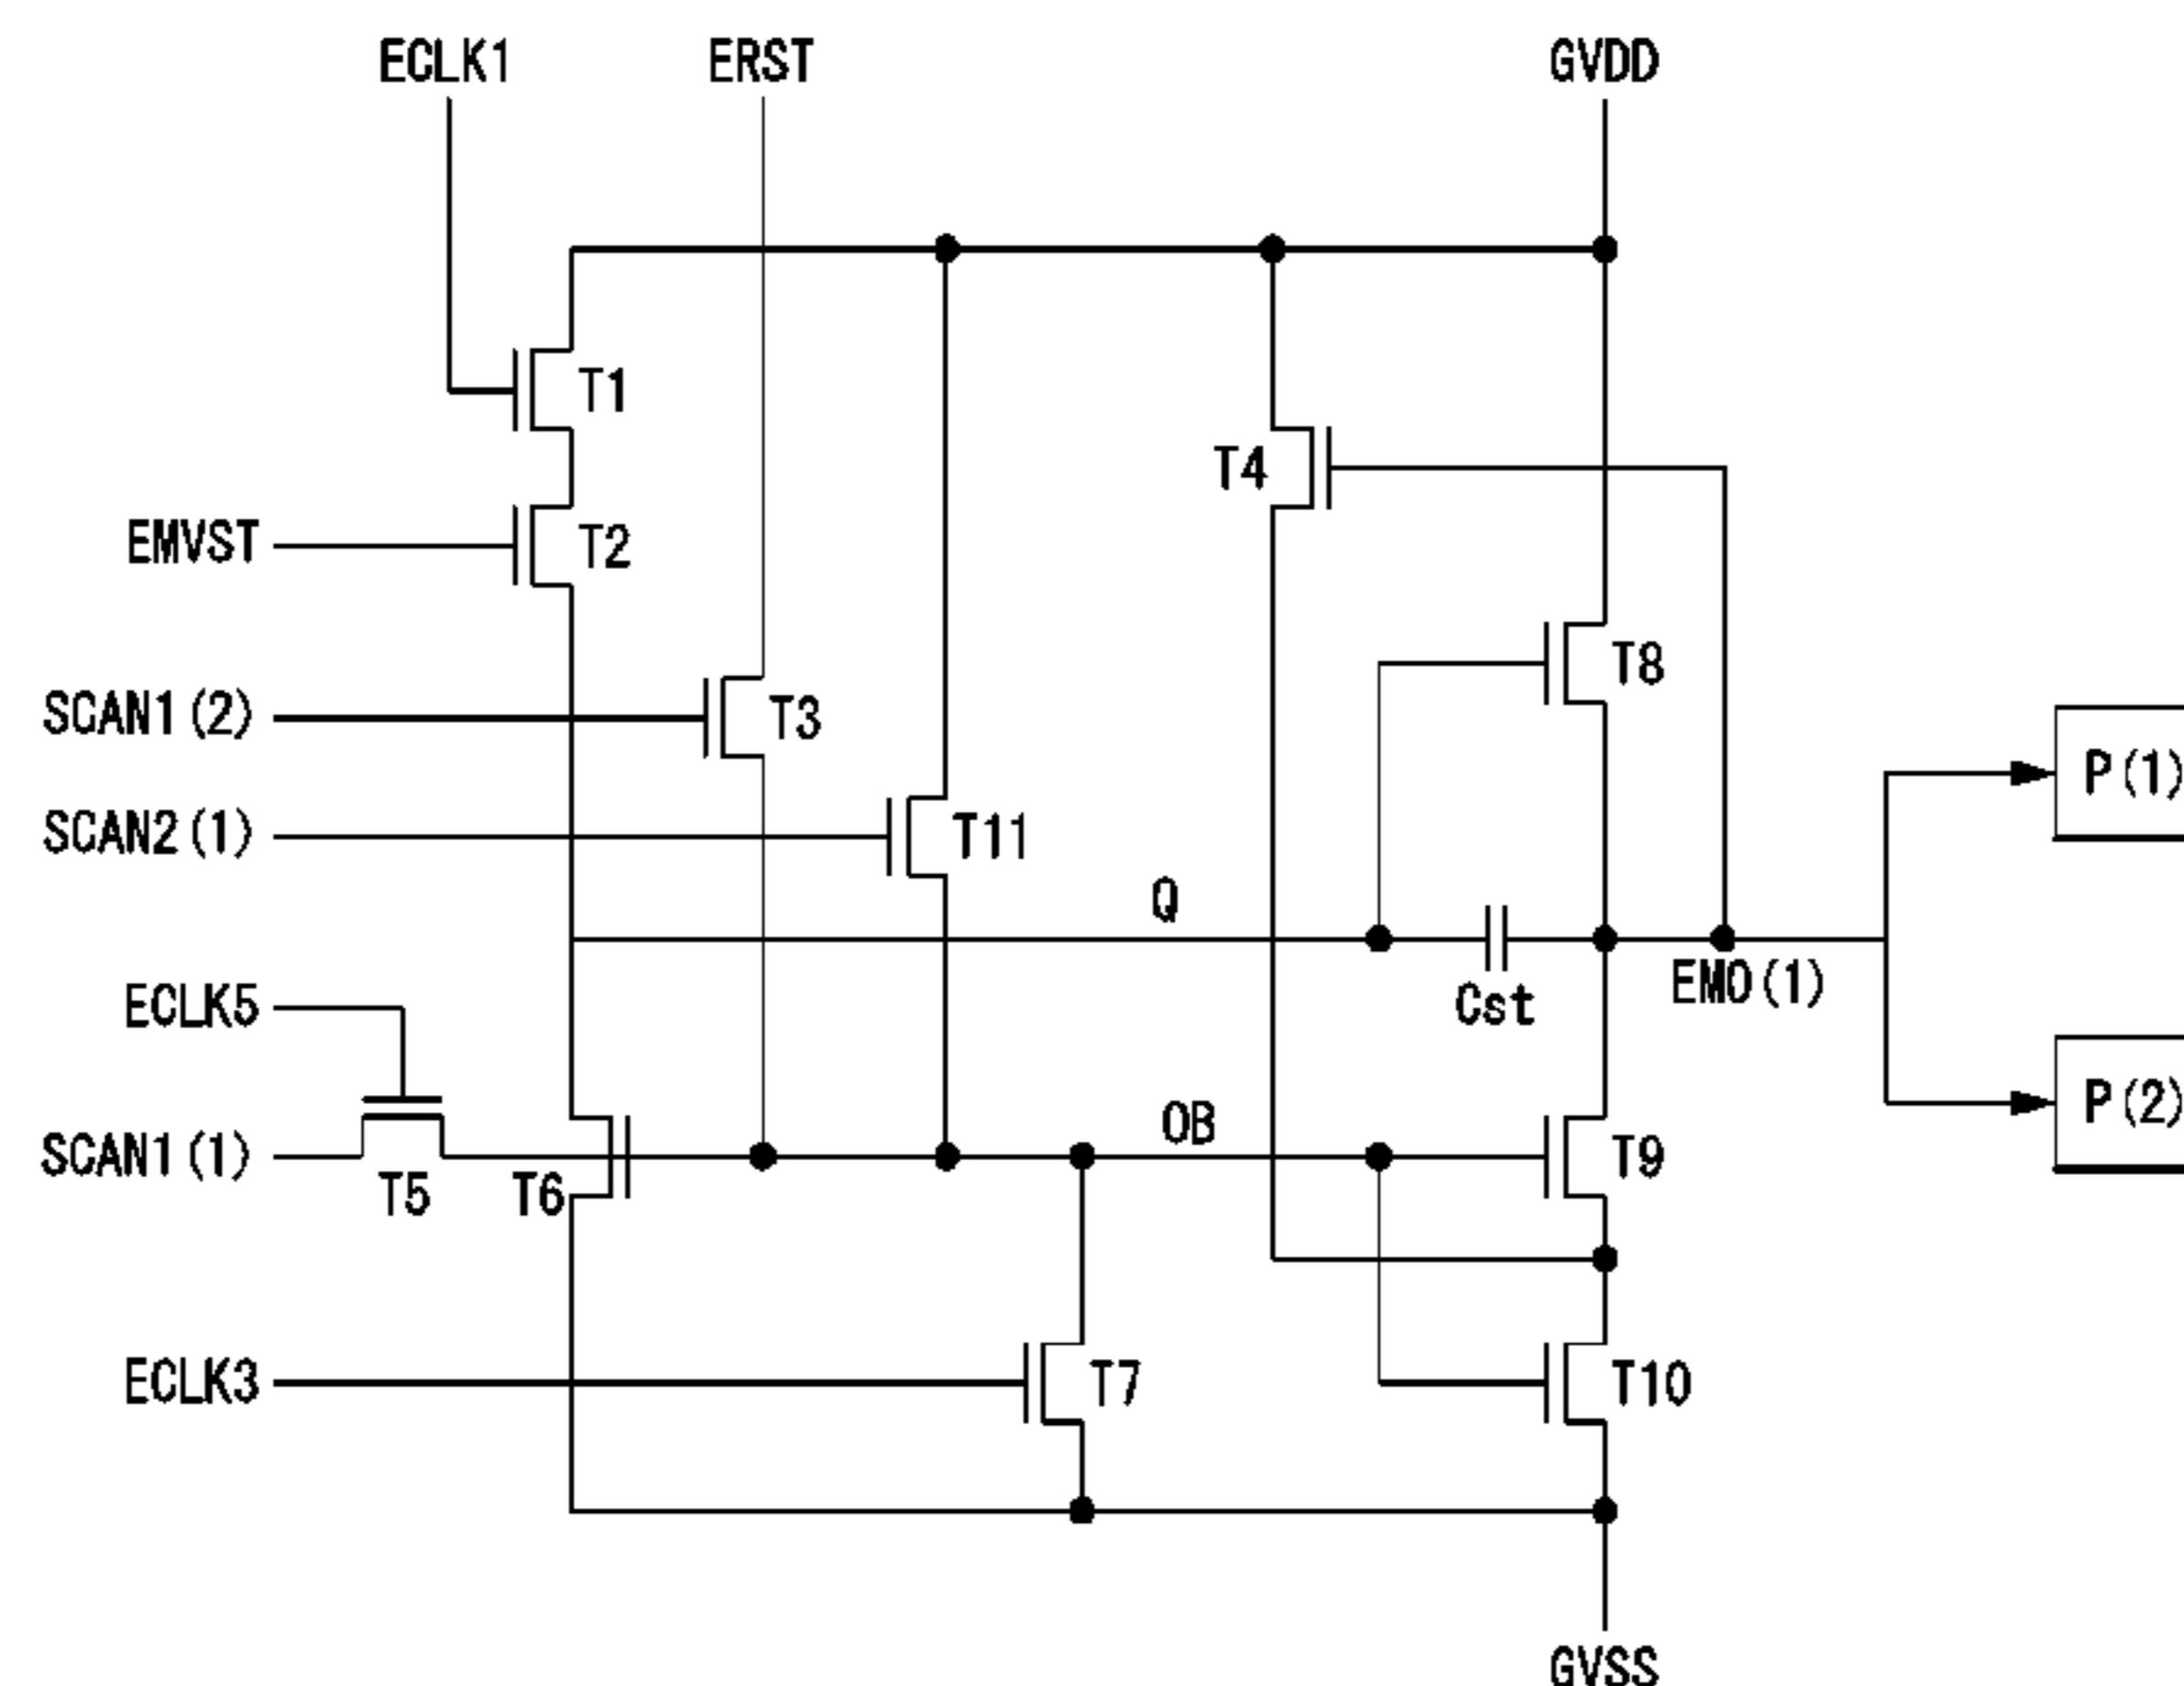 ECLK1
ERST
GVDD
T1
T4
EMVST
T2
T8
SCAN1(2)
T3
P(1)
SCAN2(1)
T11
Q
ECLK5
Cst
EMO(1)
P(2)
QB
SCAN1(1)
T5
T6
T9
ECLK3
T7
T10
GVSS